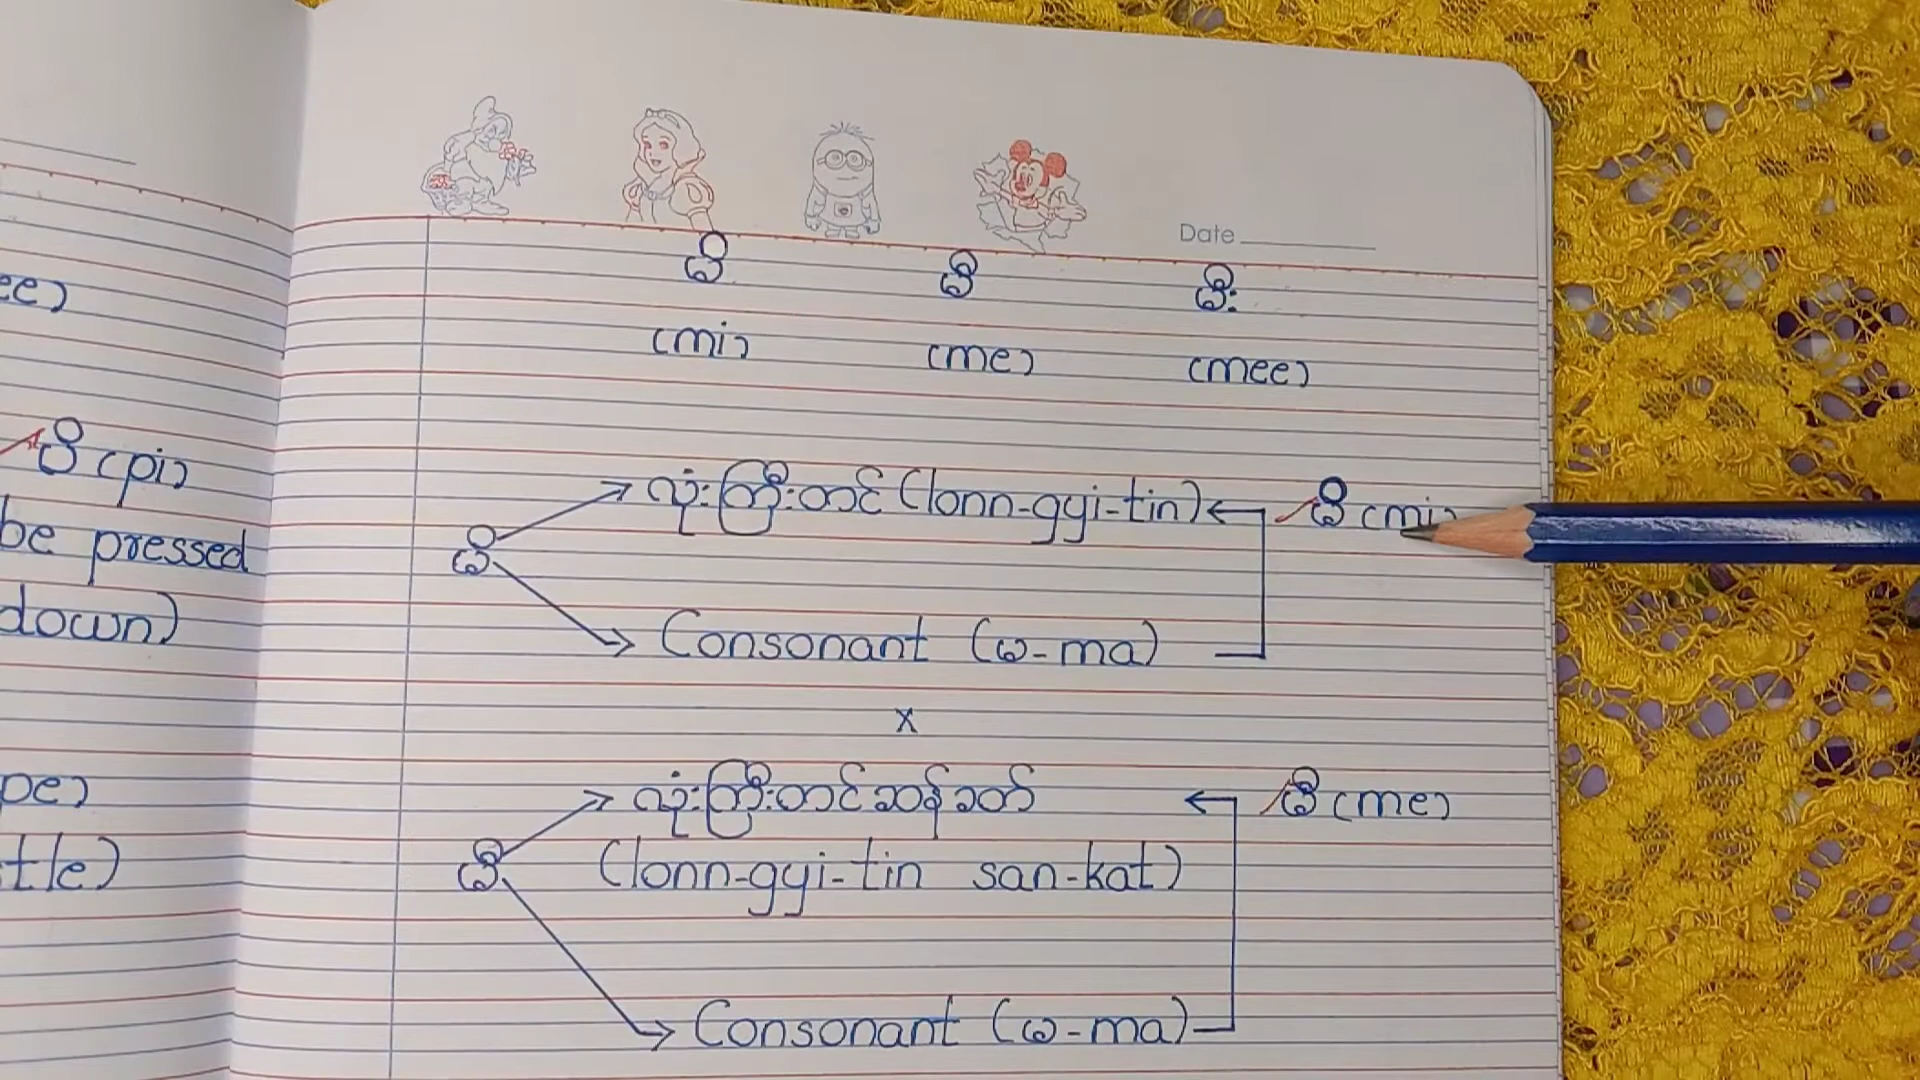 Date
မိ မီ မီး
(mi) (me) (mee)
ee)
မိ လုံးကြီးတင် (lonn-gyi-tin) မိ (mi)
Consonant (မ-ma)
x
မီ လုံးကြီးတင်ဆန်ခတ် မီ (me)
(lonn-gyi-tin san-kat)
Consonant (မ-ma)
ပိ (pi)
be pressed
down)
pe)
tle)